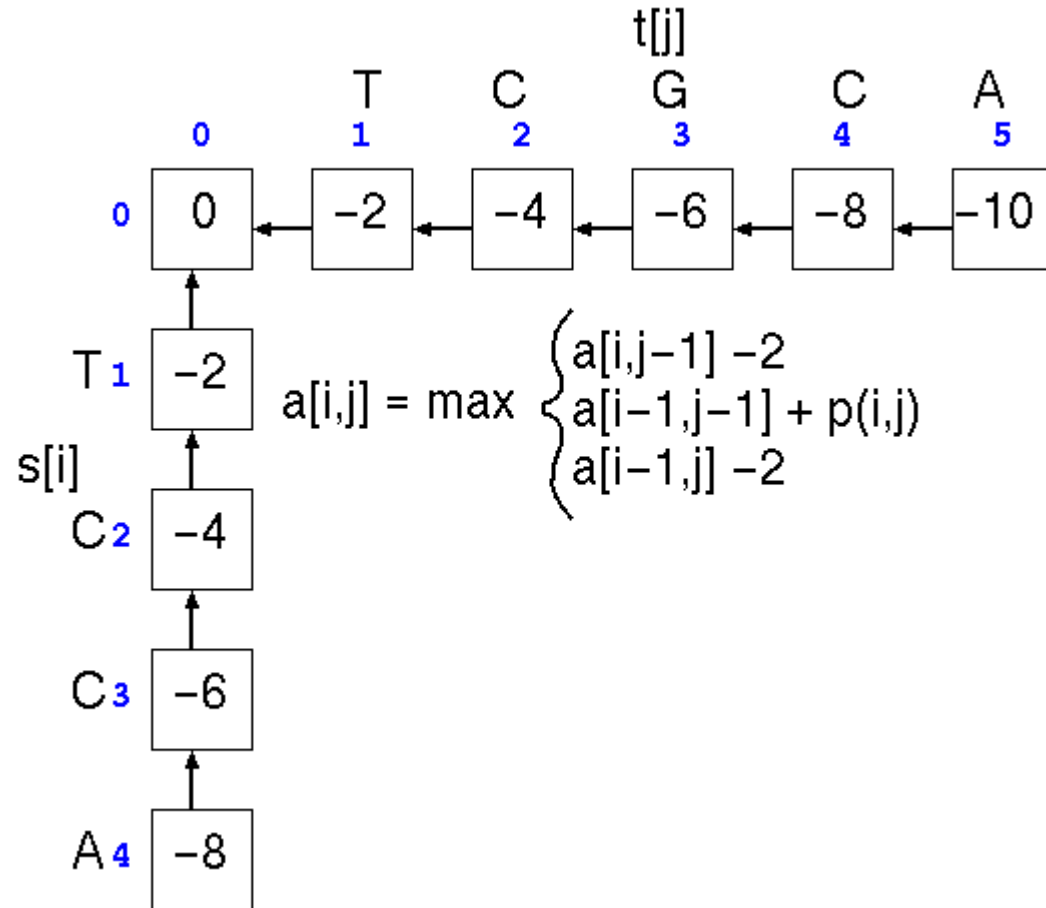 t[j]
T C G C A
0 1 2 3 4 5
0 0 −2 −4 −6 −8 −10
T 1 −2
a[i,j] = max
a[i,j−1] −2
a[i−1,j−1] + p(i,j)
a[i−1,j] −2
s[i]
C 2 −4
C 3 −6
A 4 −8